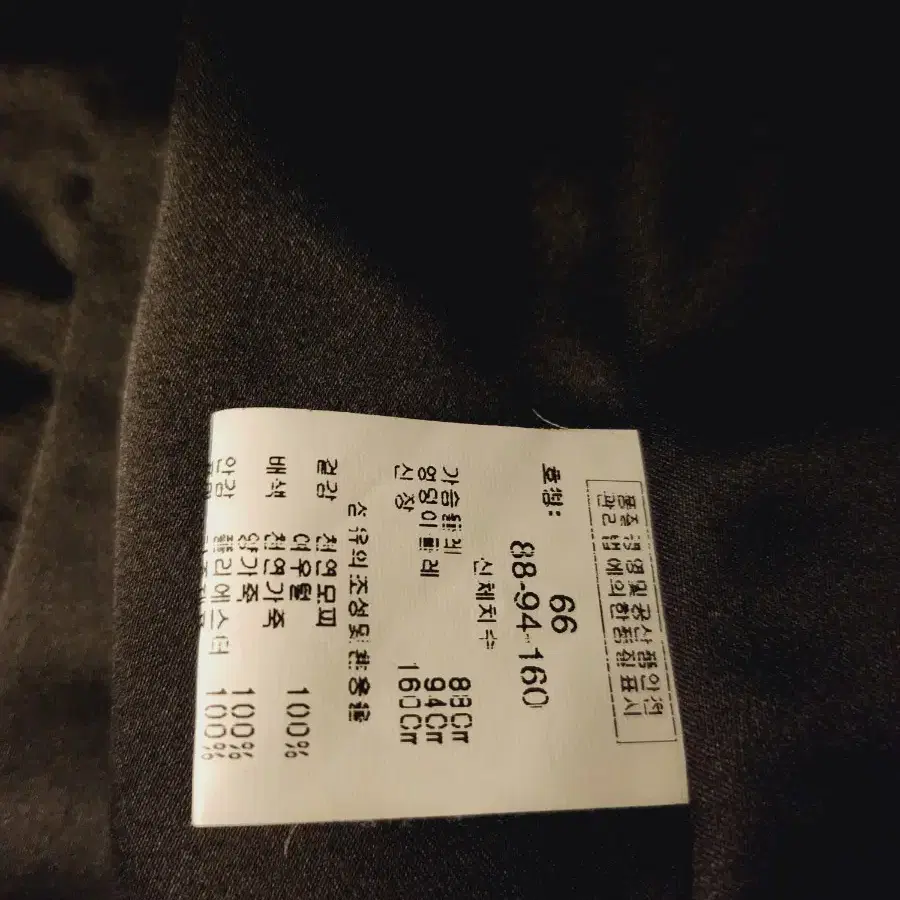 품질경영및 공산품안전
관리법에의한품질표시
호칭: 66
88-94-160
신체치수
가슴둘레 88Cm
엉덩이둘레 94Cm
신장 160Cm
섬유의조성및혼용율
겉감 천연모피
여우털 100%
배색 천연가죽
양가죽 100%
안감 폴리에스터 100%